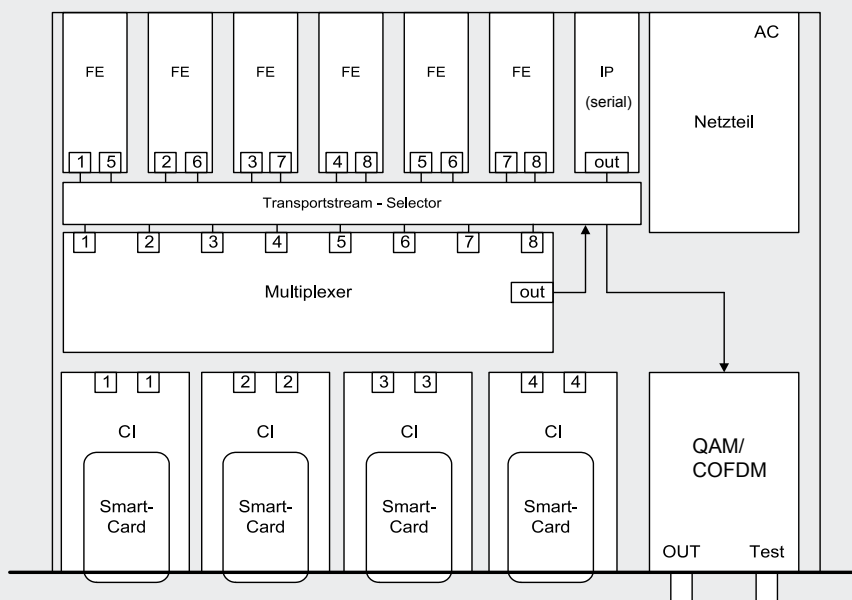 FE FE FE FE FE FE IP AC
(serial)
Netzteil
1 5 2 6 3 7 4 8 5 6 7 8 out
Transportstream - Selector
1 2 3 4 5 6 7 8
Multiplexer
out
1 1 2 2 3 3 4 4
CI CI CI CI
QAM/
COFDM
Smart-
Card
Smart-
Card
Smart-
Card
Smart-
Card
OUT Test